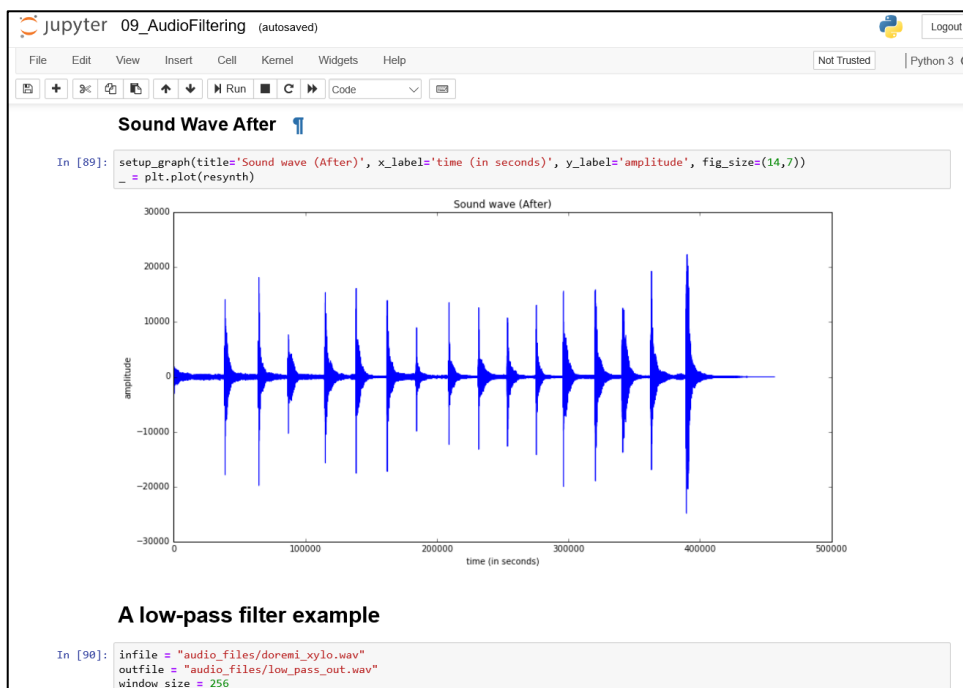 jupyter 09_AudioFiltering (autosaved)
Logout
File Edit View Insert Cell Kernel Widgets Help
Not Trusted
Python 3
Run
Code
Sound Wave After ¶
In [89]: setup_graph(title='Sound wave (After)', x_label='time (in seconds)', y_label='amplitude', fig_size=(14,7))
_ = plt.plot(resynth)
Sound wave (After)
30000
20000
10000
0
−10000
−20000
−30000
amplitude
0 100000 200000 300000 400000 500000
time (in seconds)
A low-pass filter example
In [90]: infile = "audio_files/doremi_xylo.wav"
outfile = "audio_files/low_pass_out.wav"
window_size = 256